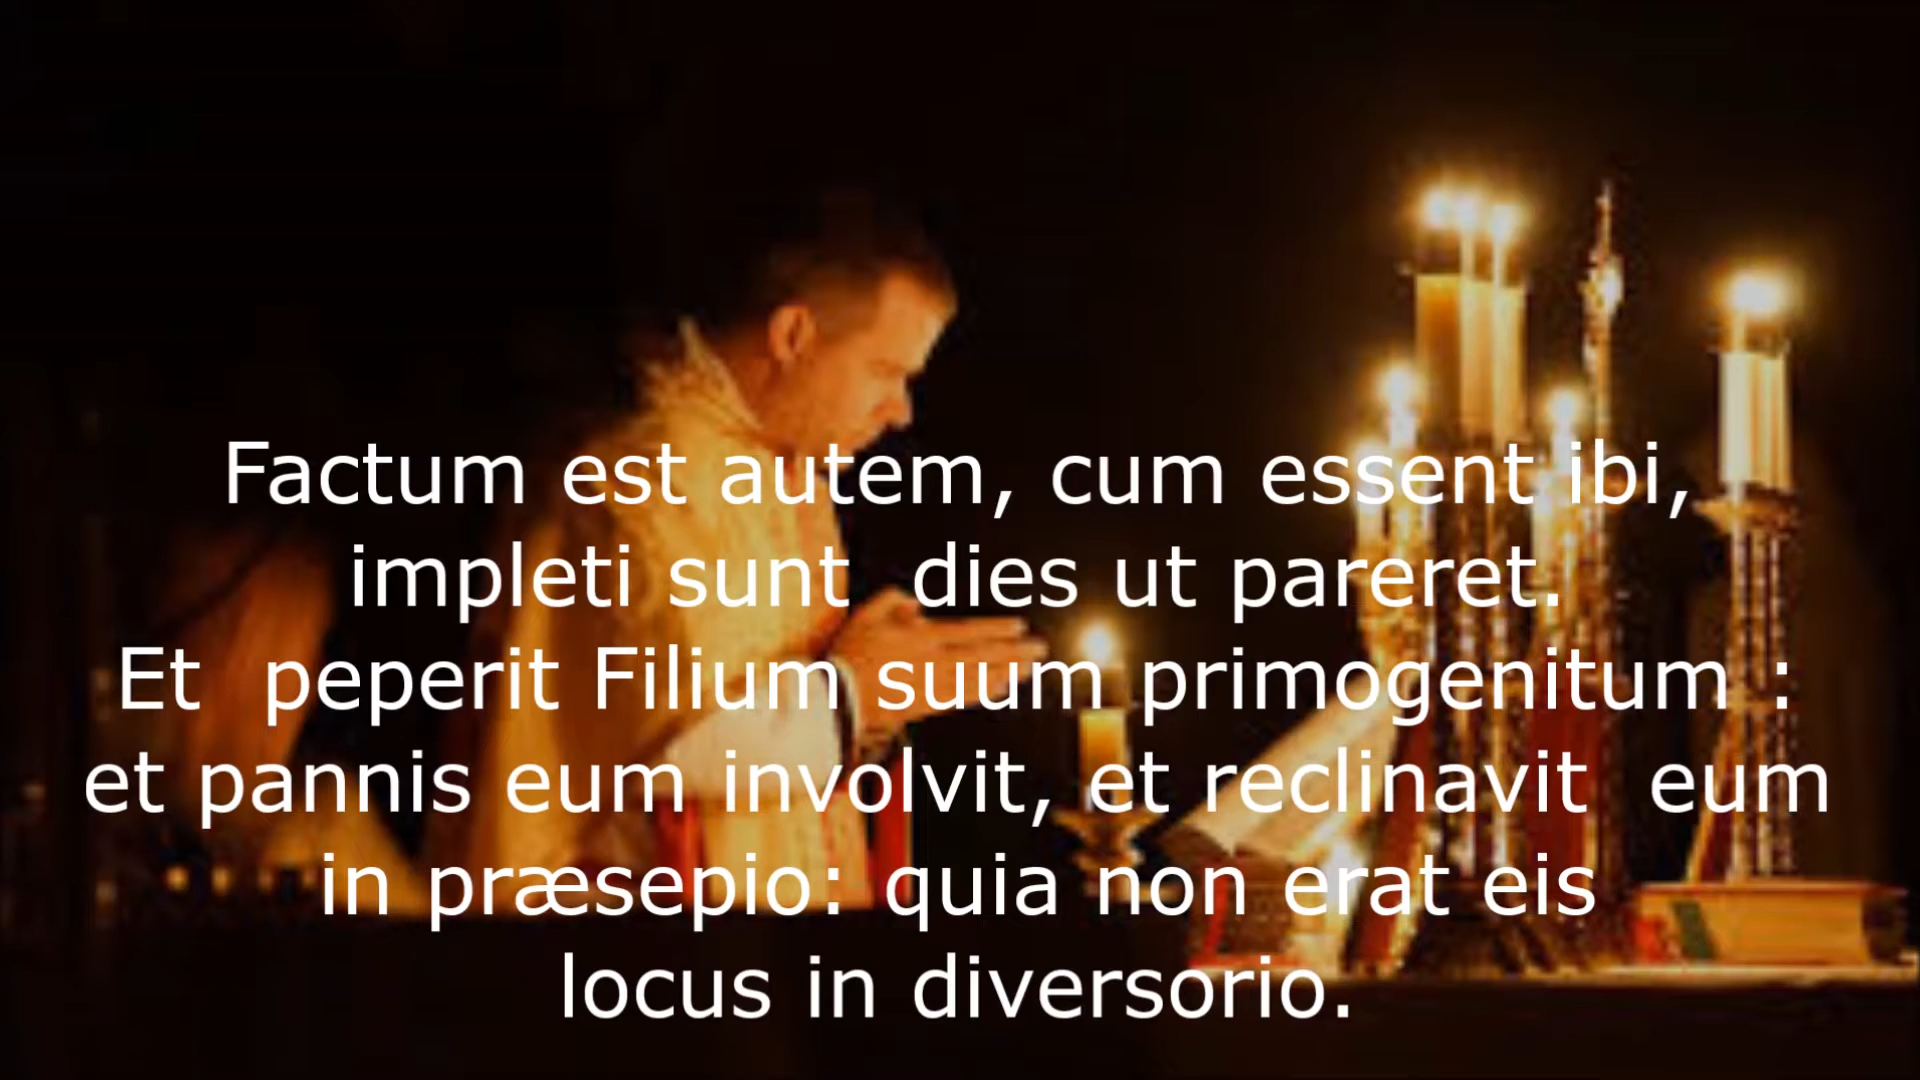 Factum est autem, cum essent ibi,
impleti sunt  dies ut pareret.
Et  peperit Filium suum primogenitum :
et pannis eum involvit, et reclinavit  eum
in præsepio: quia non erat eis
locus in diversorio.